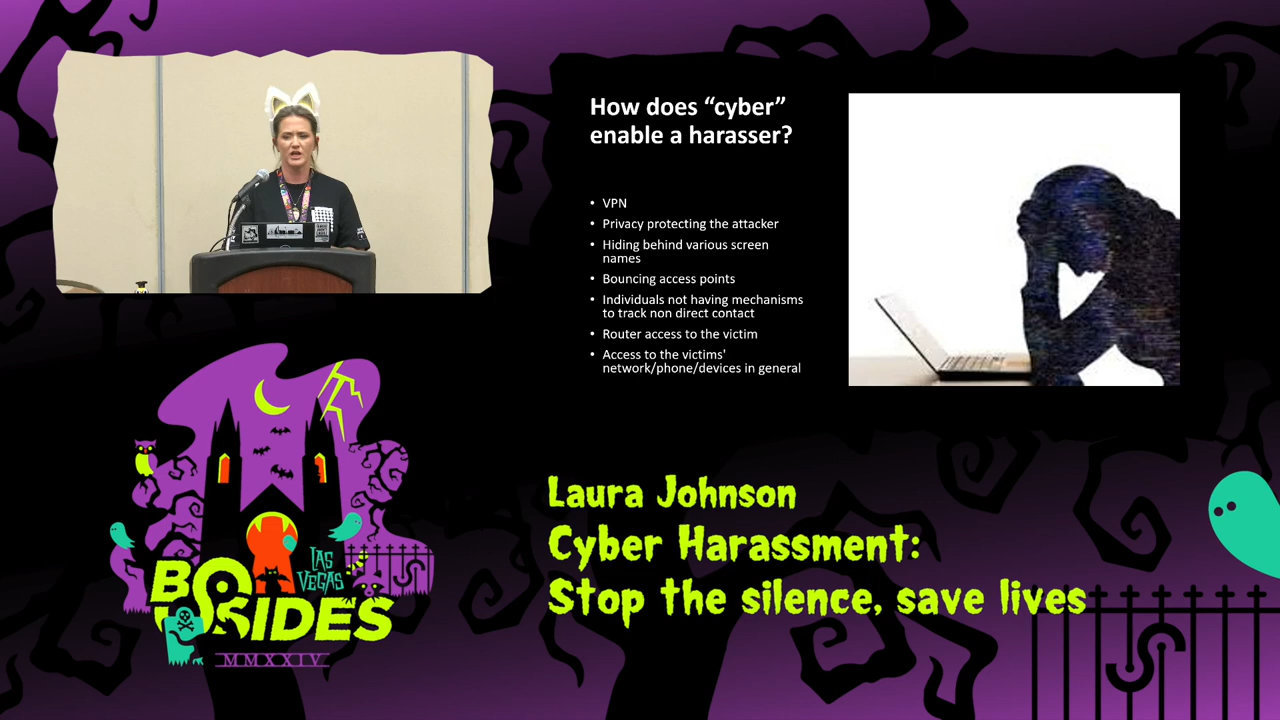 How does “cyber”
enable a harasser?
• VPN
• Privacy protecting the attacker
• Hiding behind various screen
names
• Bouncing access points
• Individuals not having mechanisms
to track non direct contact
• Router access to the victim
• Access to the victims'
network/phone/devices in general
LAS
VEGAS
BSIDES
MMXXIV
Laura Johnson
Cyber Harassment:
Stop the silence, save lives